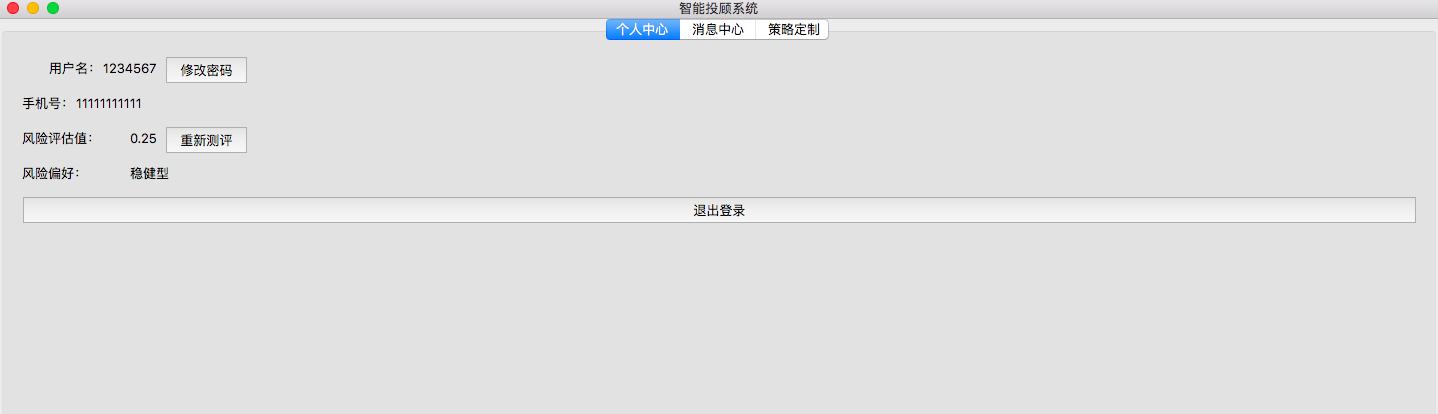 智能投顾系统
个人中心 消息中心 策略定制
用户名： 1234567 修改密码
手机号： 11111111111
风险评估值： 0.25 重新测评
风险偏好： 稳健型
退出登录